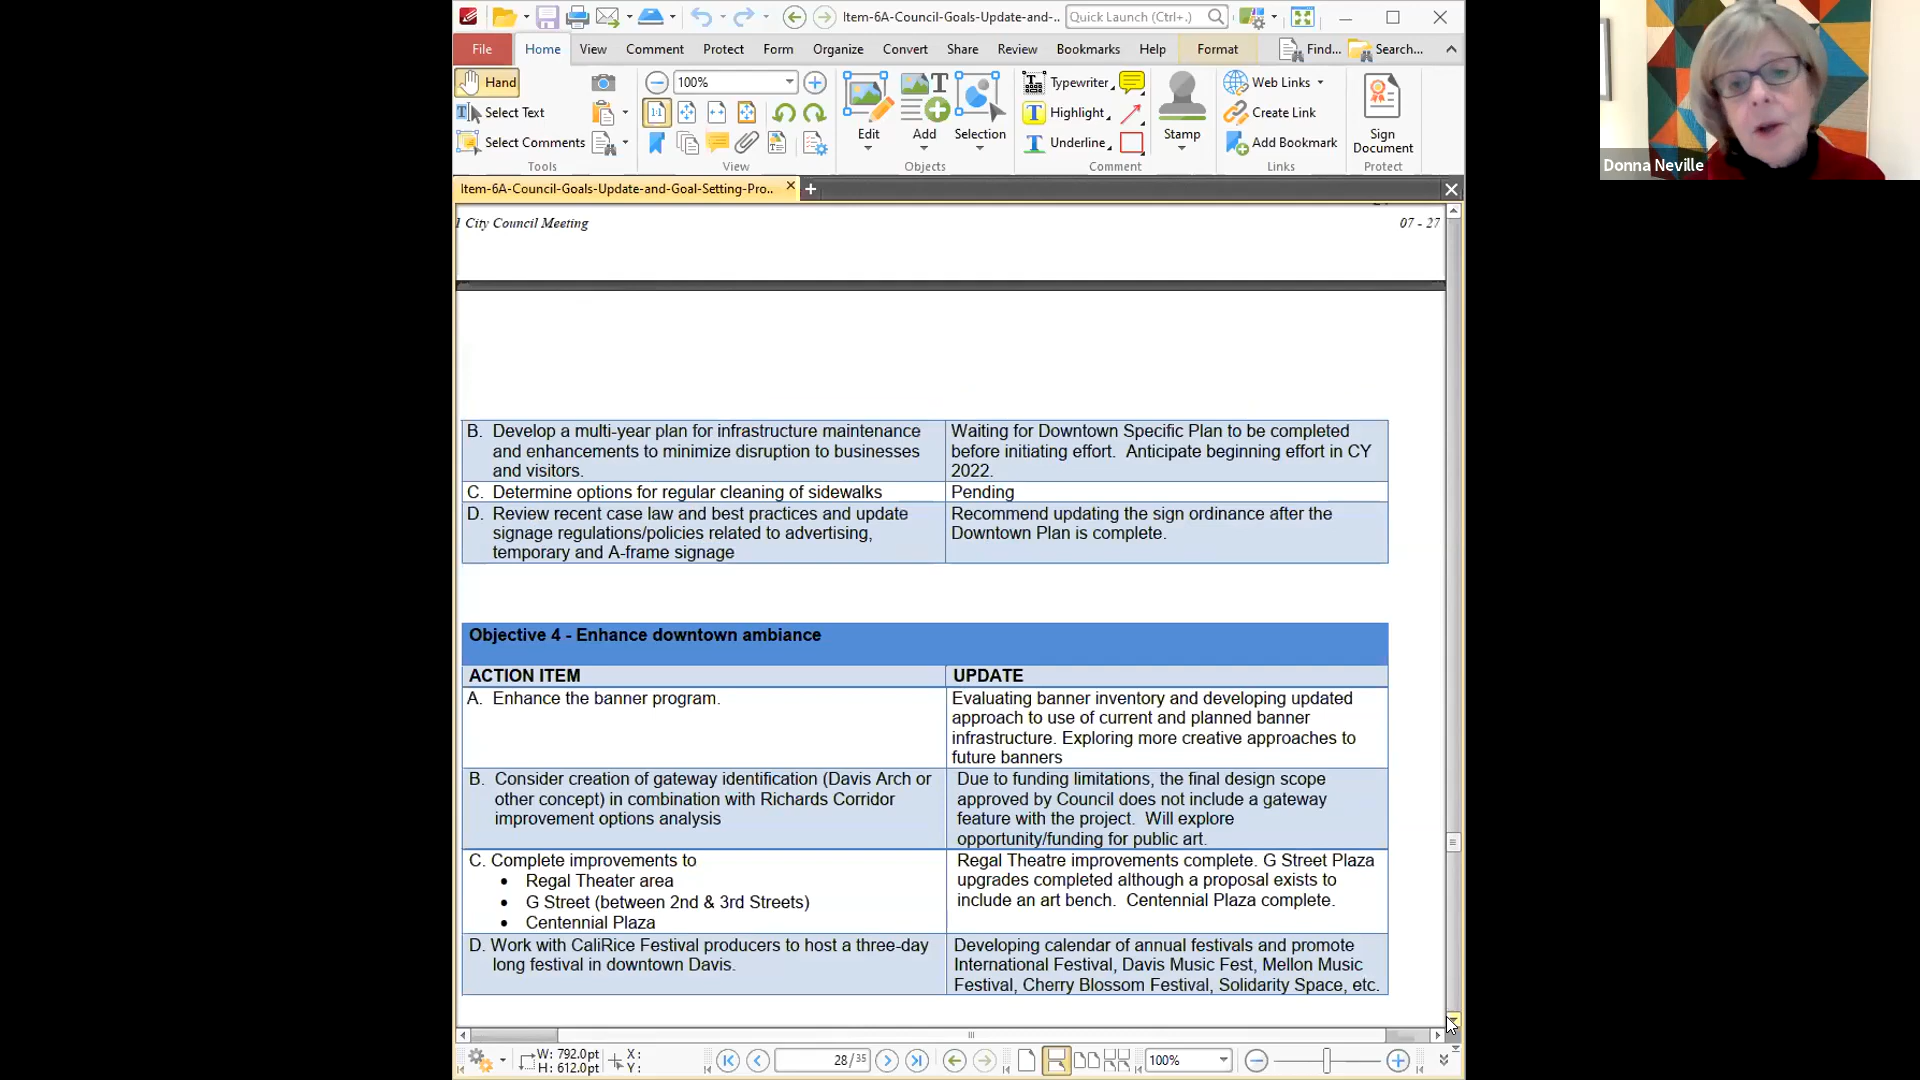 Item-6A-Council-Goals-Update-and-..
Quick Launch (Ctrl+.)
File
Home
View
Comment
Protect
Form
Organize
Convert
Share
Review
Bookmarks
Help
Format
Find...
Search...
Hand
Select Text
Select Comments
Tools
100%
View
Edit
Add
Selection
Objects
Typewriter
Highlight
Underline
Comment
Stamp
Web Links
Create Link
Add Bookmark
Links
Sign
Document
Protect
Donna Neville
Item-6A-Council-Goals-Update-and-Goal-Setting-Pro..
l City Council Meeting
07 - 27
B. Develop a multi-year plan for infrastructure maintenance
and enhancements to minimize disruption to businesses
and visitors.
Waiting for Downtown Specific Plan to be completed
before initiating effort. Anticipate beginning effort in CY
2022.
C. Determine options for regular cleaning of sidewalks
Pending
D. Review recent case law and best practices and update
signage regulations/policies related to advertising,
temporary and A-frame signage
Recommend updating the sign ordinance after the
Downtown Plan is complete.
Objective 4 - Enhance downtown ambiance
ACTION ITEM
UPDATE
A. Enhance the banner program.
Evaluating banner inventory and developing updated
approach to use of current and planned banner
infrastructure. Exploring more creative approaches to
future banners
B. Consider creation of gateway identification (Davis Arch or
other concept) in combination with Richards Corridor
improvement options analysis
Due to funding limitations, the final design scope
approved by Council does not include a gateway
feature with the project. Will explore
opportunity/funding for public art.
C. Complete improvements to
• Regal Theater area
• G Street (between 2nd & 3rd Streets)
• Centennial Plaza
Regal Theatre improvements complete. G Street Plaza
upgrades completed although a proposal exists to
include an art bench. Centennial Plaza complete.
D. Work with CaliRice Festival producers to host a three-day
long festival in downtown Davis.
Developing calendar of annual festivals and promote
International Festival, Davis Music Fest, Mellon Music
Festival, Cherry Blossom Festival, Solidarity Space, etc.
W: 792.0pt
H: 612.0pt
X:
Y:
28/35
100%